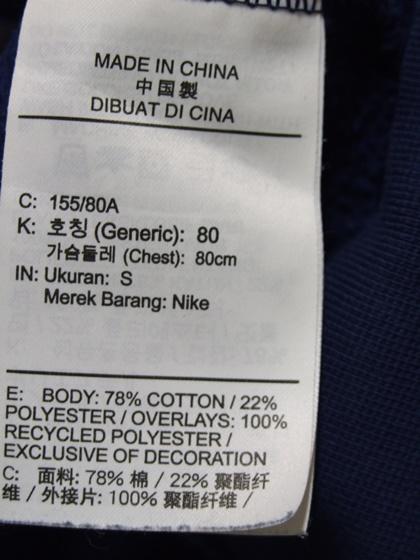 MADE IN CHINA
中国製
DIBUAT DI CINA
C: 155/80A
K: 호칭 (Generic): 80
가슴둘레 (Chest): 80cm
IN: Ukuran: S
Merek Barang: Nike
E: BODY: 78% COTTON / 22%
POLYESTER / OVERLAYS: 100%
RECYCLED POLYESTER /
EXCLUSIVE OF DECORATION
C: 面料: 78% 棉 / 22% 聚酯纤
维 / 外接片: 100% 聚酯纤维 /